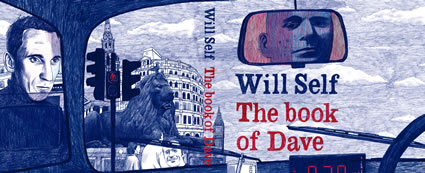 Will Self The book of Dave
Will Self
The book
of Dave